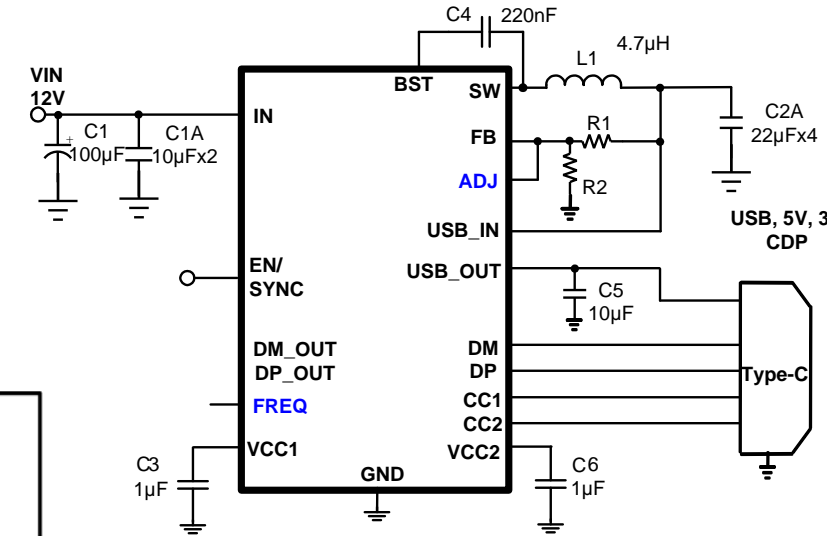 C4 220nF
4.7µH
L1
VIN
12V
BST
SW
IN
C1
+
100µF
C1A
10µFx2
FB
R1
C2A
22µFx4
ADJ
R2
USB_IN
USB, 5V, 3
CDP
EN/
SYNC
USB_OUT
C5
10µF
DM_OUT
DP_OUT
DM
DP
Type-C
FREQ
CC1
CC2
VCC1
VCC2
C3
1µF
GND
C6
1µF